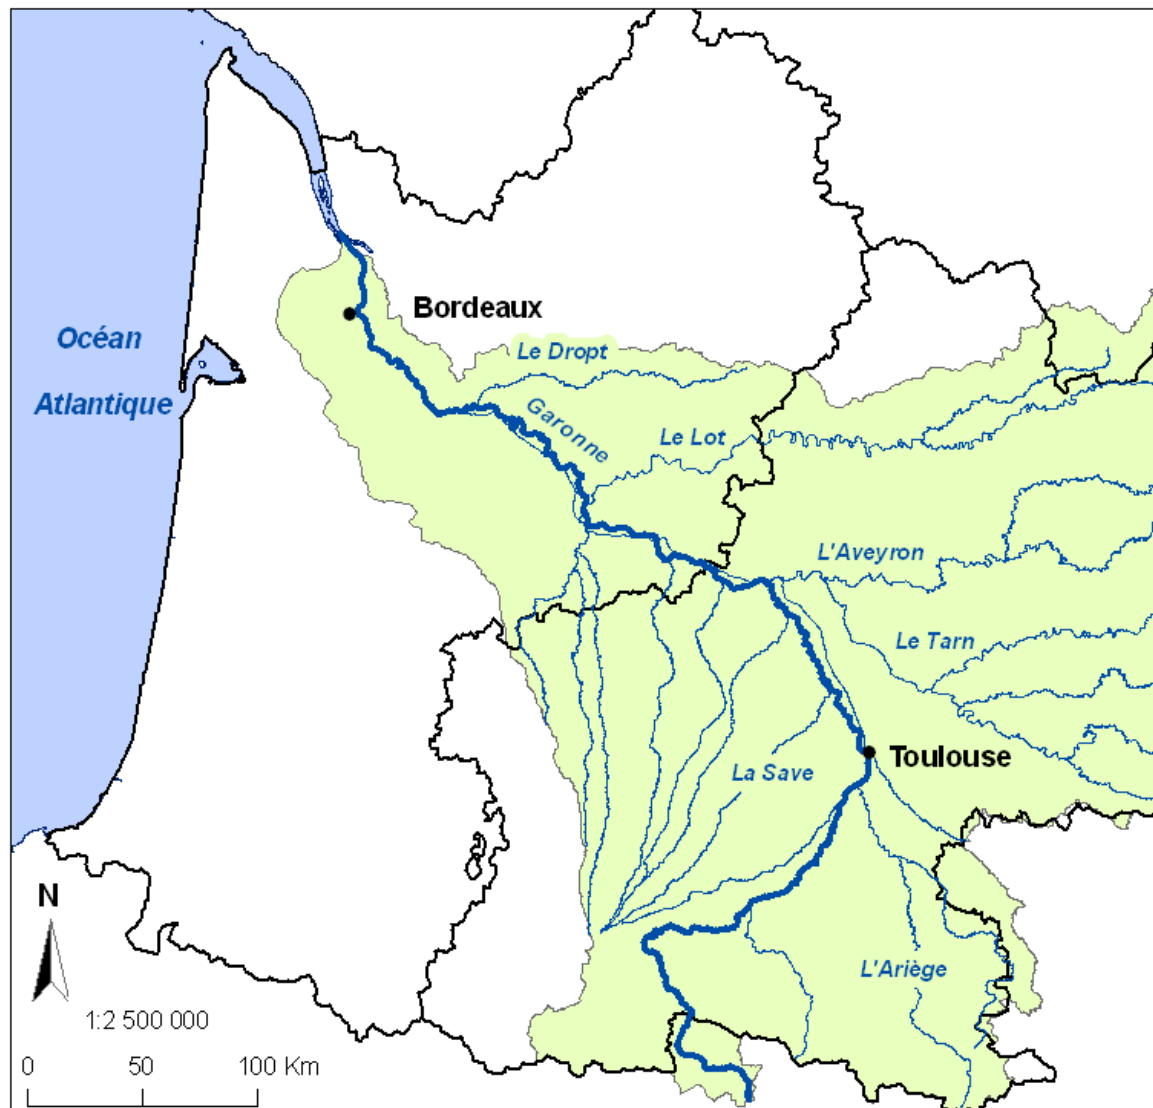 Bordeaux
Océan
Atlantique
Le Dropt
Garonne
Le Lot
L'Aveyron
Le Tarn
La Save
Toulouse
L'Ariège
N
1:2 500 000
0 50 100 Km